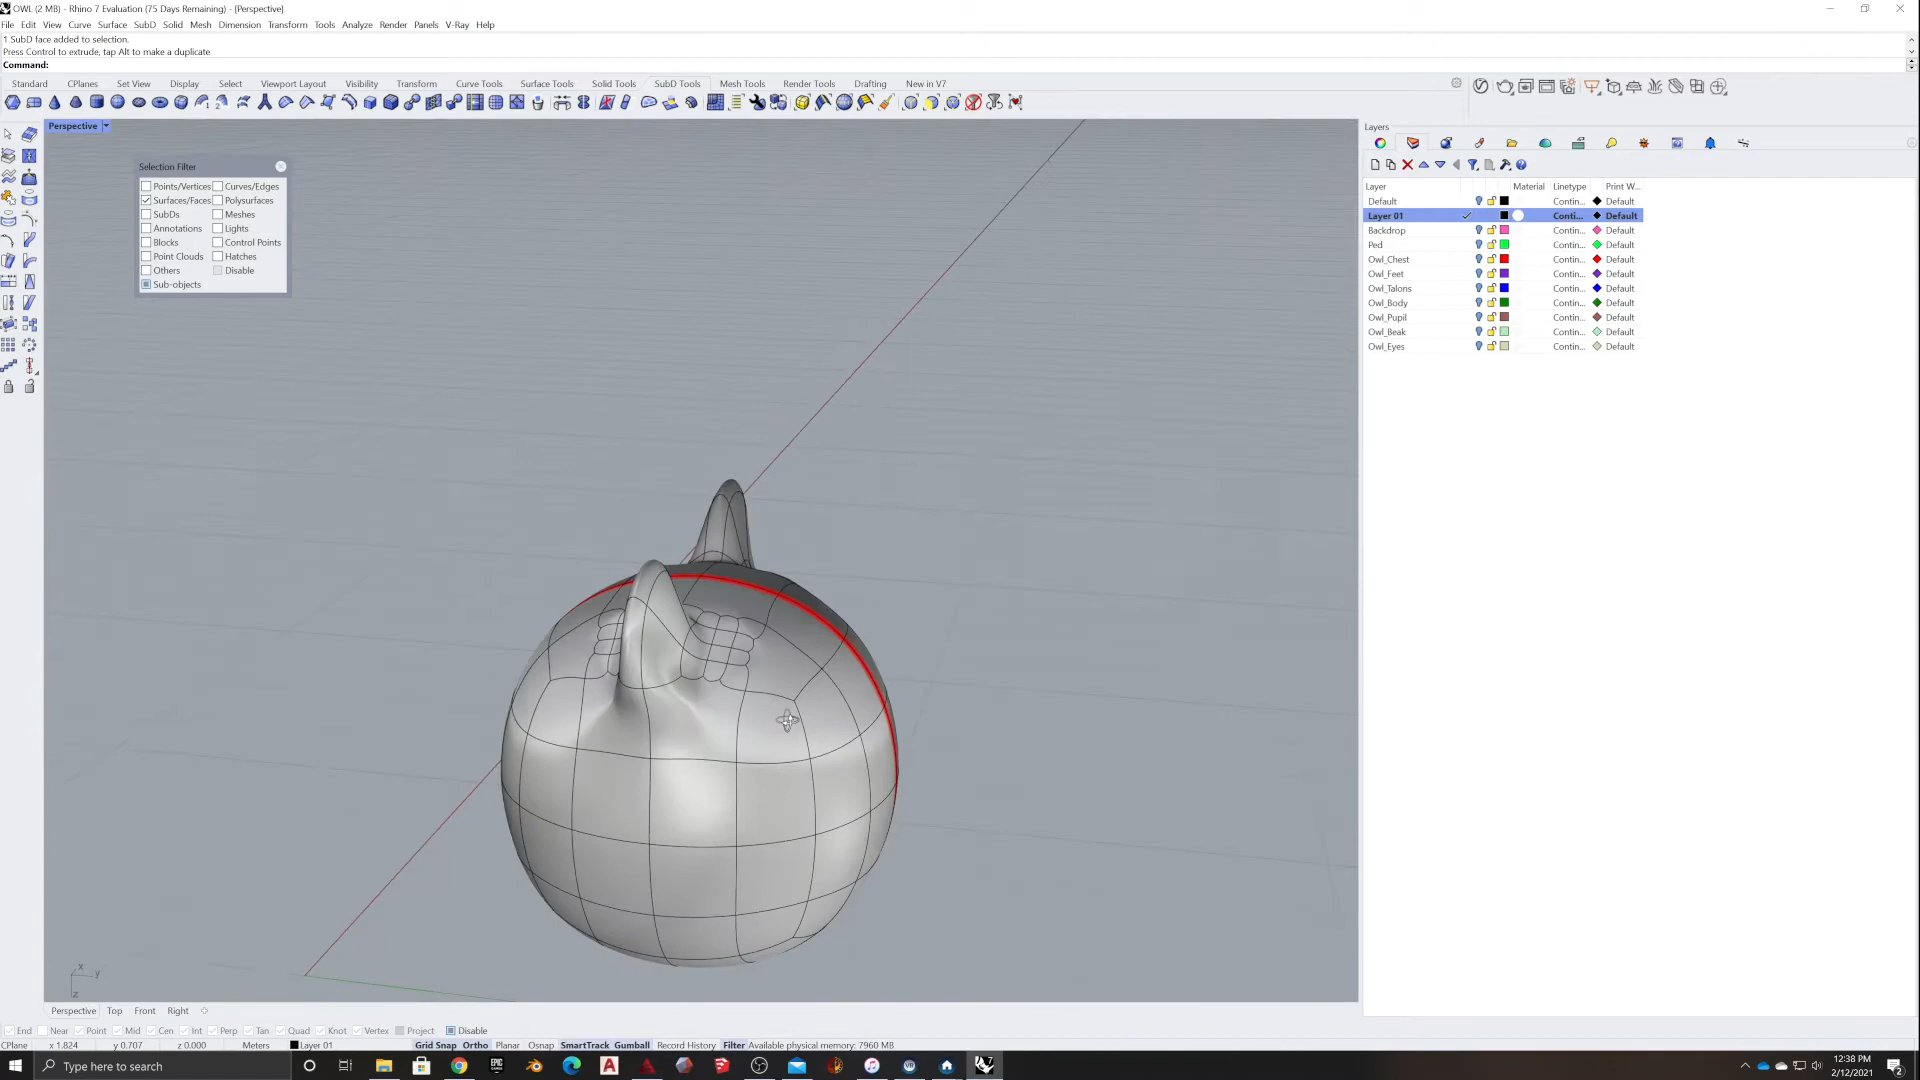 OWL (2 MB) - Rhino 7 Evaluation (75 Days Remaining) - [Perspective]
File Edit View Curve Surface SubD Solid Mesh Dimension Transform Tools Analyze Render Panels V-Ray Help
1 SubD face added to selection.
Press Control to extrude, tap Alt to make a duplicate
Command:
Standard CPlanes Set View Display Select Viewport Layout Visibility Transform Curve Tools Surface Tools Solid Tools SubD Tools Mesh Tools Render Tools Drafting New in V7
Perspective
Selection Filter
Points/Vertices Curves/Edges
Surfaces/Faces Polysurfaces
SubDs Meshes
Annotations Lights
Blocks Control Points
Point Clouds Hatches
Others Disable
Sub-objects
Layers
Layer Material Linetype Print W...
Default Contin... Default
Layer 01 Conti... Default
Backdrop Contin... Default
Ped Contin... Default
Owl_Chest Contin... Default
Owl_Feet Contin... Default
Owl_Talons Contin... Default
Owl_Body Contin... Default
Owl_Pupil Contin... Default
Owl_Beak Contin... Default
Owl_Eyes Contin... Default
x y
z
Perspective Top Front Right
End Near Point Mid Cen Int Perp Tan Quad Knot Vertex Project Disable
CPlane x 1.824 y 0.707 z 0.000 Meters Layer 01 Grid Snap Ortho Planar Osnap SmartTrack Gumball Record History Filter Available physical memory: 7960 MB
Type here to search
12:38 PM
2/12/2021